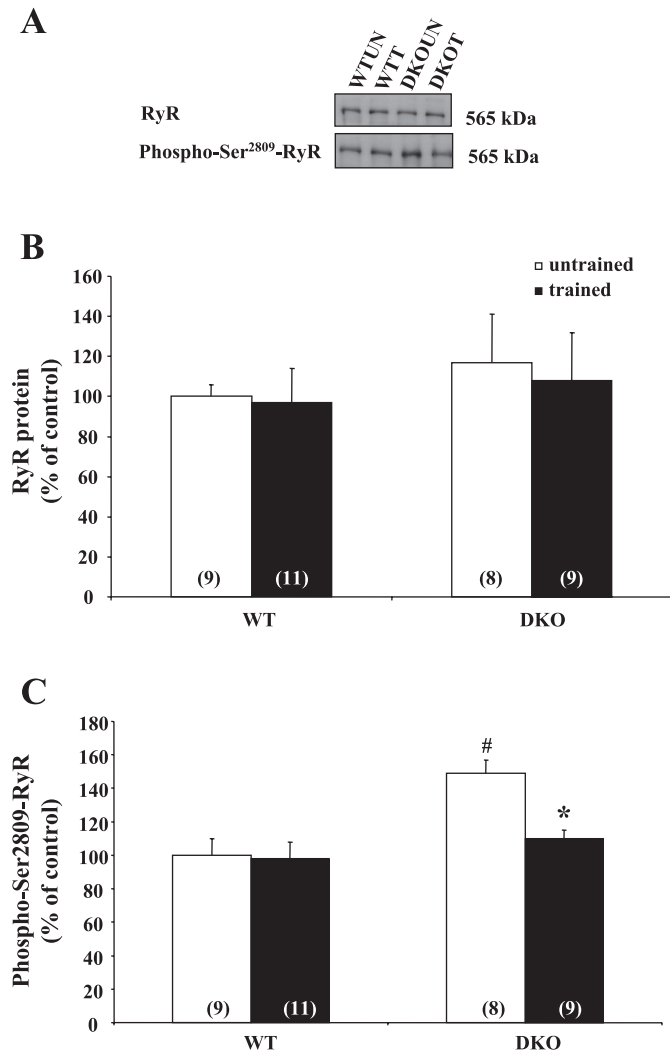 A
WTUN WTT DKOUN DKOT
RyR 565 kDa
Phospho-Ser²⁸⁰⁹-RyR 565 kDa
B
160
140
120
100
80
60
40
20
0
RyR protein
(% of control)
untrained
trained
(9) (11) (8) (9)
WT DKO
C
180
160
140
120
100
80
60
40
20
0
Phospho-Ser2809-RyR
(% of control)
#
*
(9) (11) (8) (9)
WT DKO